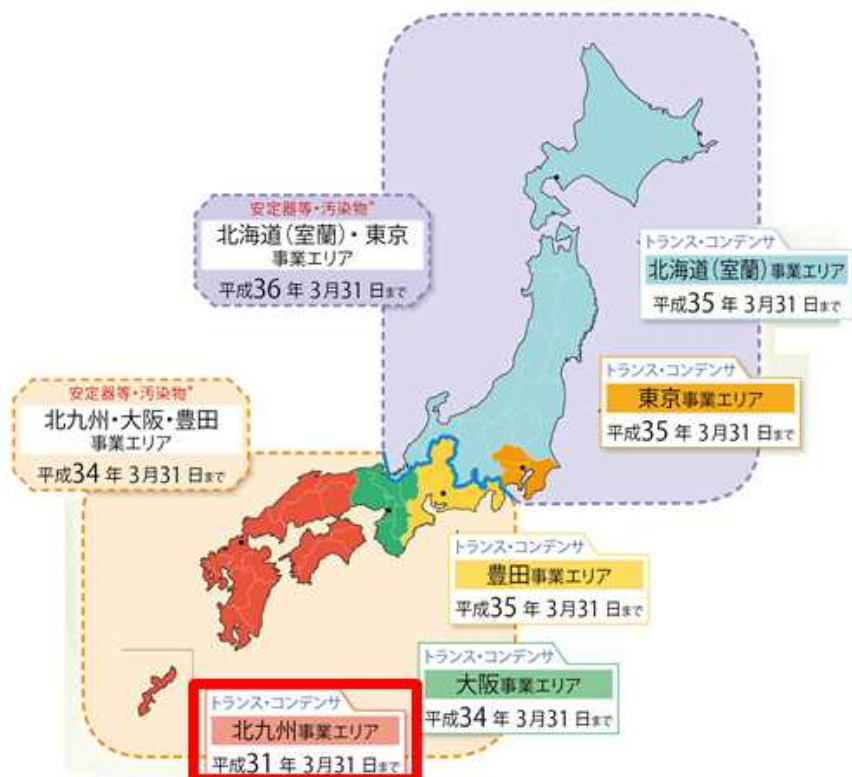 安定器等・汚染物*
北海道(室蘭)・東京
事業エリア
平成36年3月31日まで
トランス・コンデンサ
北海道(室蘭)事業エリア
平成35年3月31日まで
トランス・コンデンサ
東京事業エリア
平成35年3月31日まで
安定器等・汚染物*
北九州・大阪・豊田
事業エリア
平成34年3月31日まで
トランス・コンデンサ
豊田事業エリア
平成35年3月31日まで
トランス・コンデンサ
大阪事業エリア
平成34年3月31日まで
トランス・コンデンサ
北九州事業エリア
平成31年3月31日まで